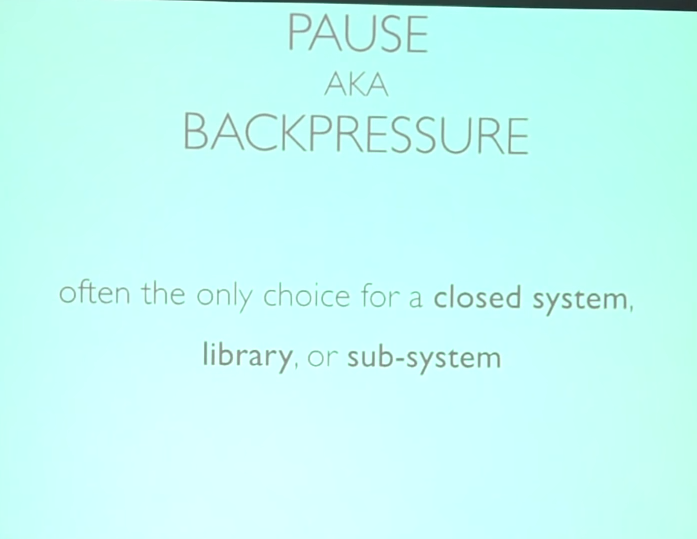 PAUSE
AKA
BACKPRESSURE
often the only choice for a closed system,
library, or sub-system